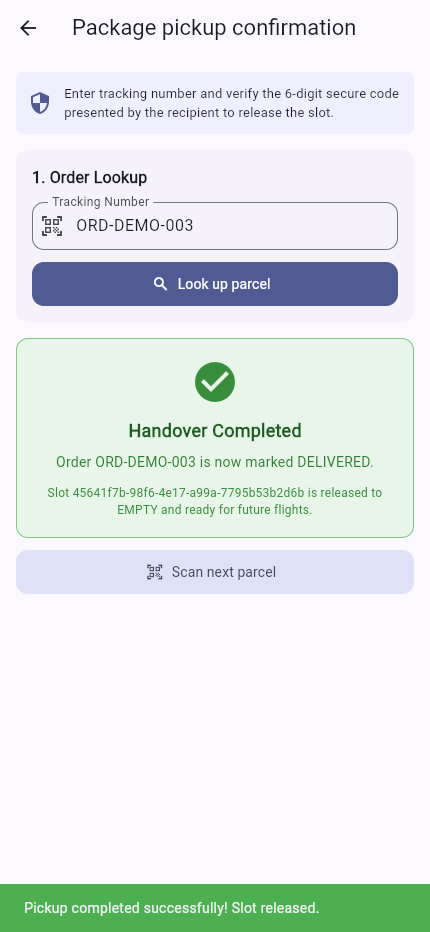 Package pickup confirmation
Enter tracking number and verify the 6-digit secure code
presented by the recipient to release the slot.
1. Order Lookup
Tracking Number
ORD-DEMO-003
Look up parcel
Handover Completed
Order ORD-DEMO-003 is now marked DELIVERED.
Slot 45641f7b-98f6-4e17-a99a-7795b53b2d6b is released to
EMPTY and ready for future flights.
Scan next parcel
Pickup completed successfully! Slot released.